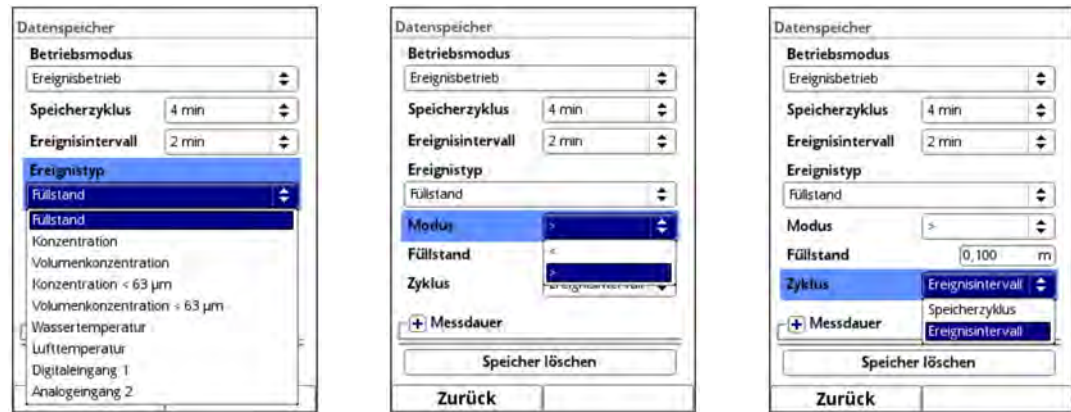 Datenspeicher
Betriebsmodus
Ereignisbetrieb
Speicherzyklus 4 min
Ereignisintervall 2 min
Ereignistyp
Füllstand
Füllstand
Konzentration
Volumenkonzentration
Konzentration < 63 µm
Volumenkonzentration < 63 µm
Wassertemperatur
Lufttemperatur
Digitaleingang 1
Analogeingang 2
Datenspeicher
Betriebsmodus
Ereignisbetrieb
Speicherzyklus 4 min
Ereignisintervall 2 min
Ereignistyp
Füllstand
Modus >
<
Füllstand >
Zyklus Ereignisintervall
+ Messdauer
Speicher löschen
Zurück
Datenspeicher
Betriebsmodus
Ereignisbetrieb
Speicherzyklus 4 min
Ereignisintervall 2 min
Ereignistyp
Füllstand
Modus >
Füllstand 0,100 m
Zyklus Ereignisintervall
Speicherzyklus
+ Messdauer Ereignisintervall
Speicher löschen
Zurück